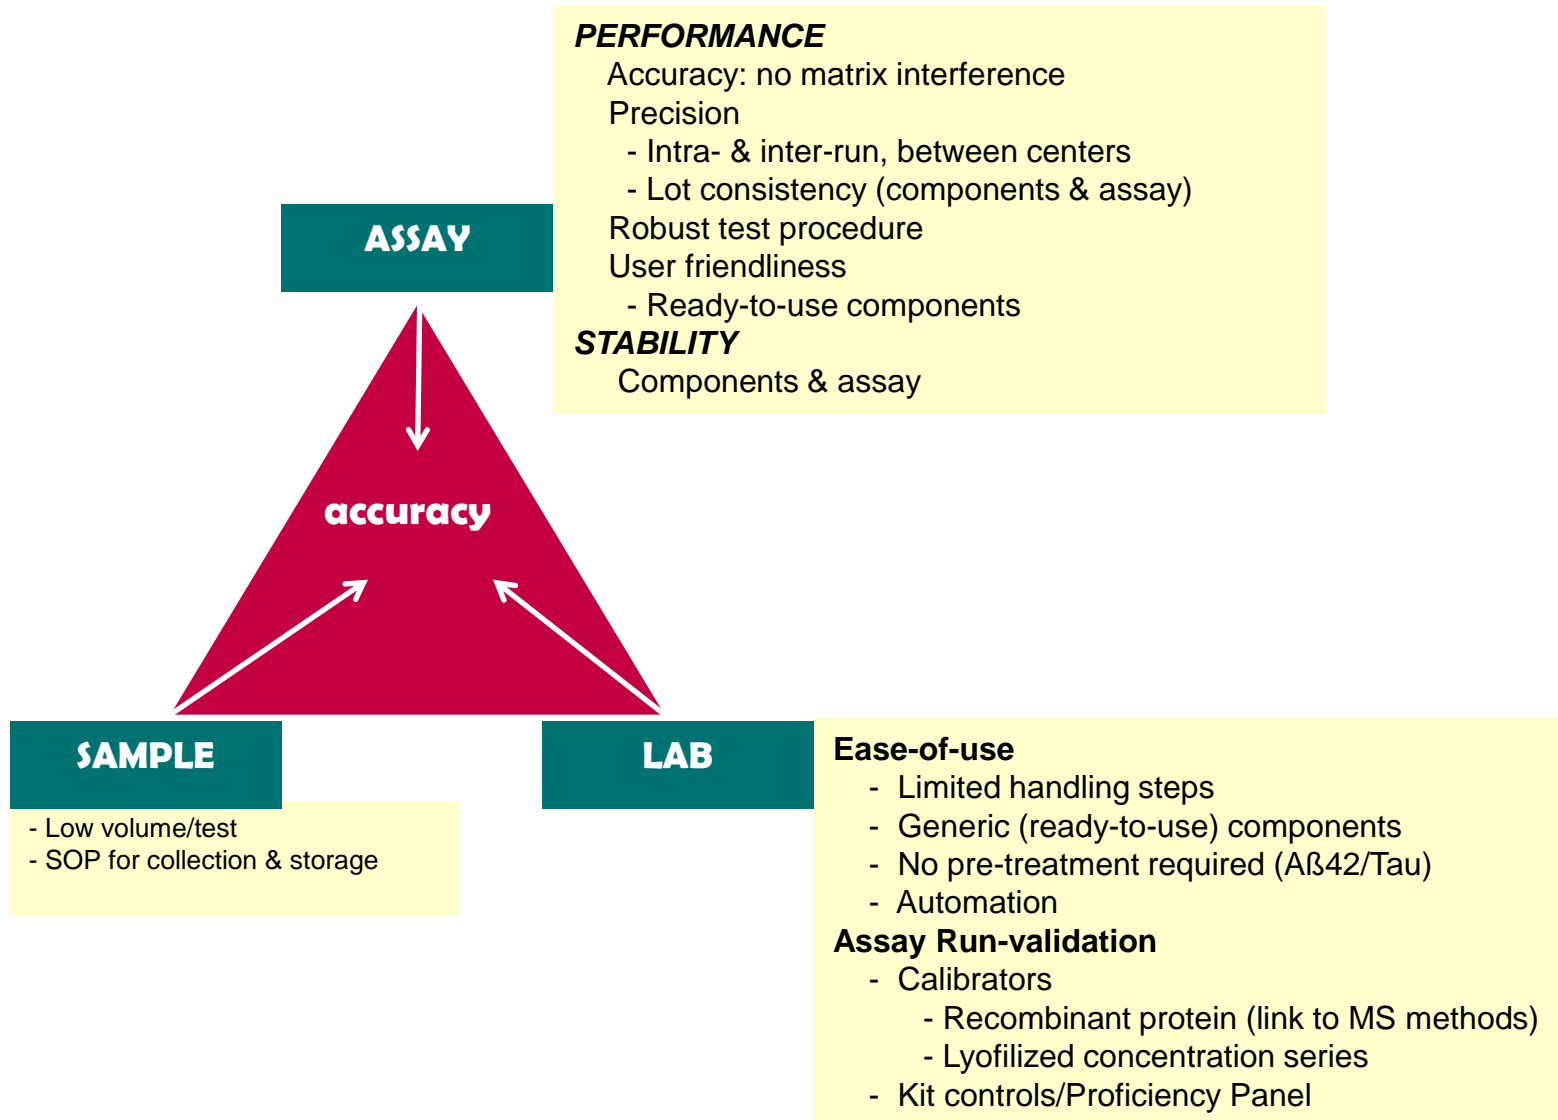 PERFORMANCE
Accuracy: no matrix interference
Precision
- Intra- & inter-run, between centers
- Lot consistency (components & assay)
Robust test procedure
User friendliness
- Ready-to-use components
STABILITY
Components & assay
ASSAY
accuracy
SAMPLE
- Low volume/test
- SOP for collection & storage
LAB
Ease-of-use
- Limited handling steps
- Generic (ready-to-use) components
- No pre-treatment required (Aß42/Tau)
- Automation
Assay Run-validation
- Calibrators
- Recombinant protein (link to MS methods)
- Lyofilized concentration series
- Kit controls/Proficiency Panel